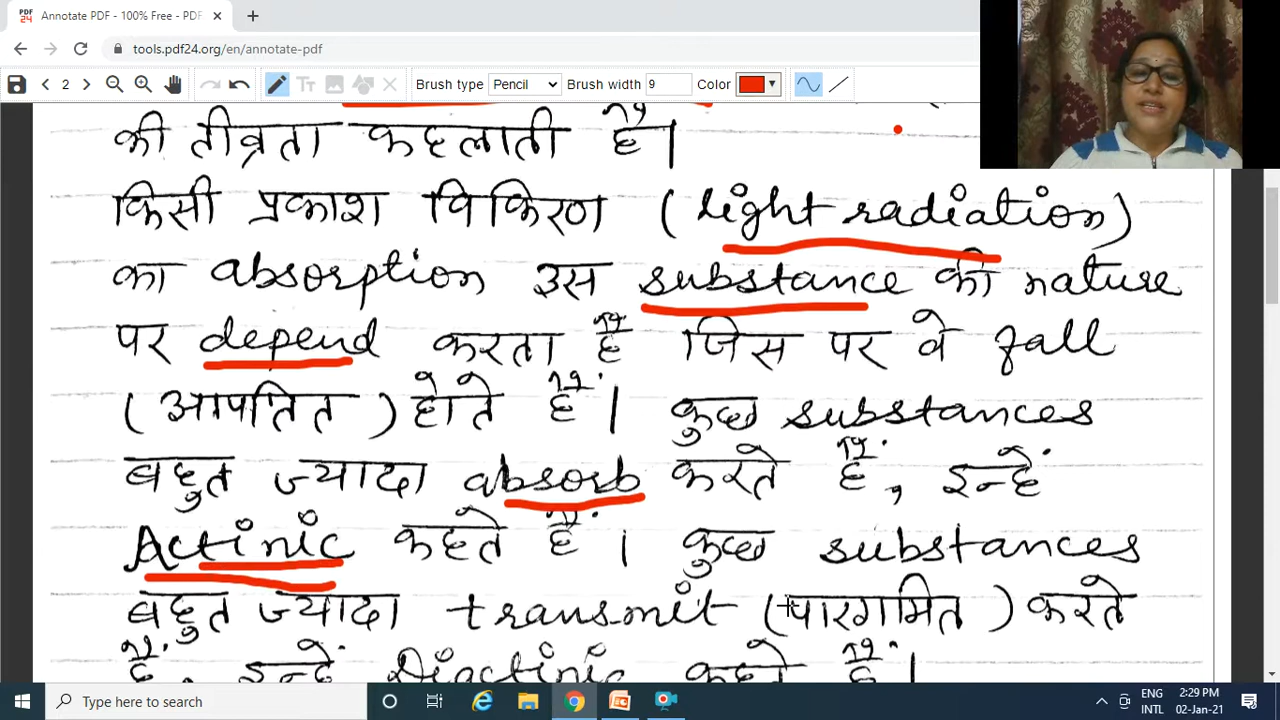 Annotate PDF - 100% Free - PDF
tools.pdf24.org/en/annotate-pdf
2 Brush type Pencil Brush width 9 Color
की तीव्रता कहलाती है।
किसी प्रकाश विकिरण (light radiation)
का absorption उस substance की nature
पर depend करता है जिस पर वे fall
(आपतित) होते हैं। कुछ substances
बहुत ज्यादा absorb करते हैं, इन्हें
Actinic कहते हैं। कुछ substances
बहुत ज्यादा transmit (पारगमित) करते
हैं, इन्हें Diactinic कहते हैं।
Type here to search
ENG 2:29 PM
INTL 02-Jan-21